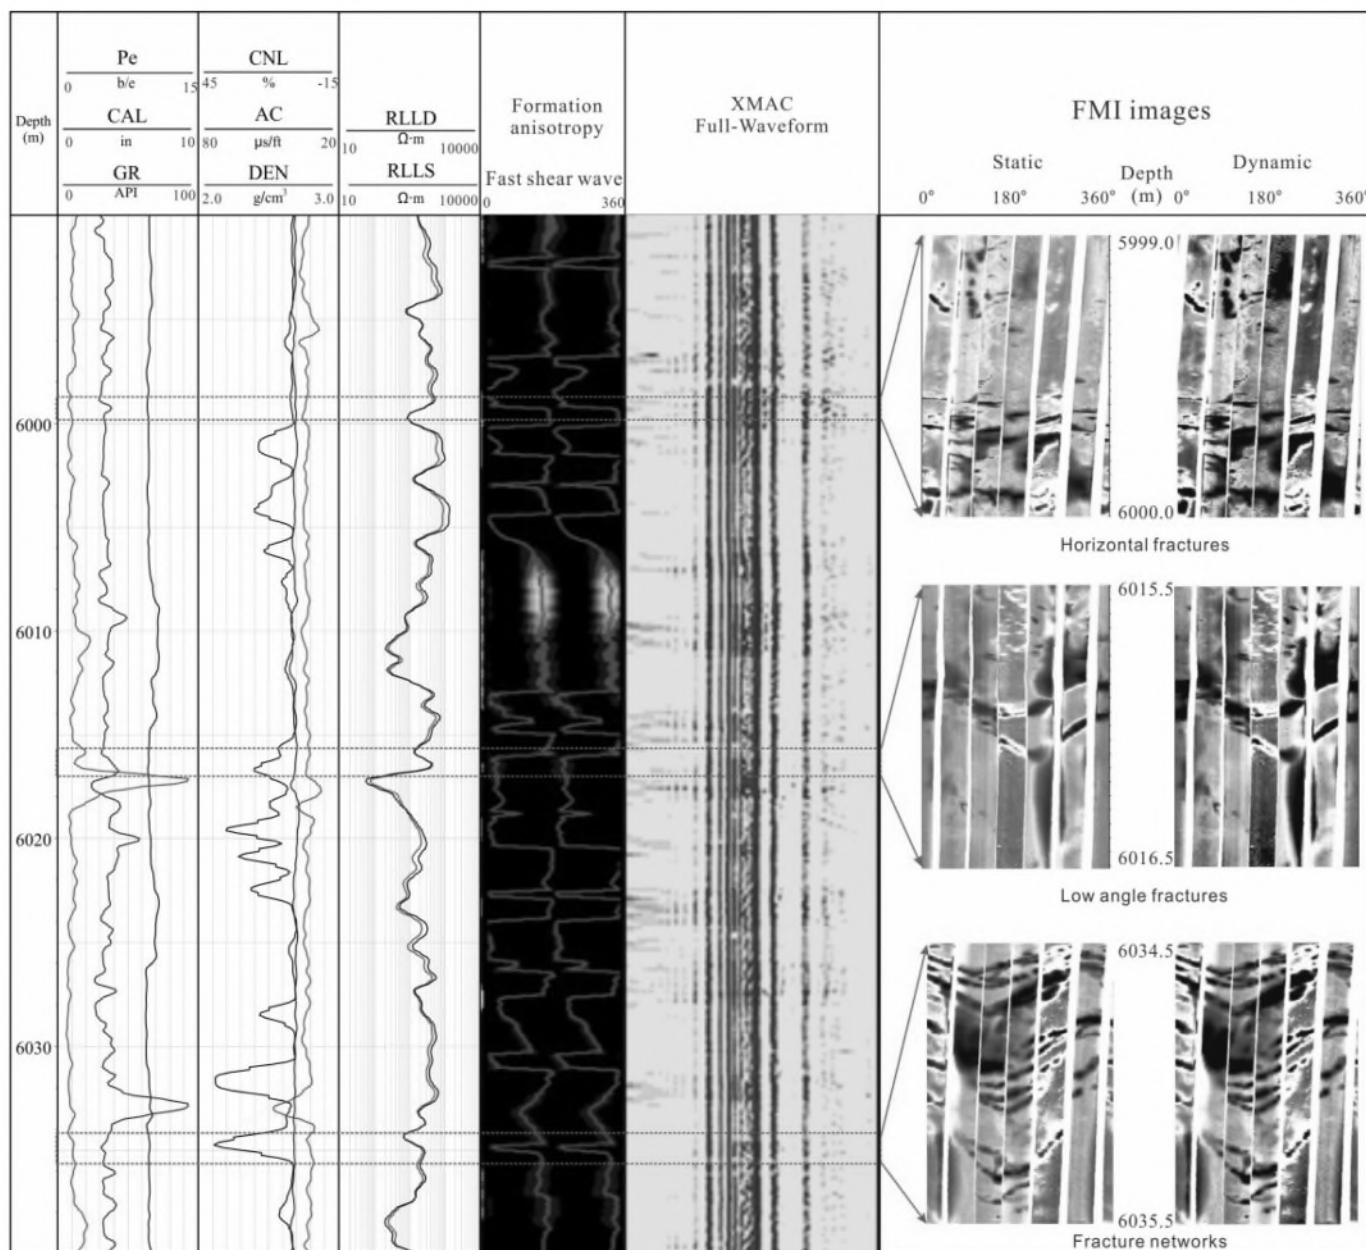 Depth
(m)
Pe
0 b/e 15
CAL
0 in 10
GR
0 API 100
CNL
45 % -15
AC
80 μs/ft 20
DEN
2.0 g/cm³ 3.0
RLLD
10 Ω·m 10000
RLLS
10 Ω·m 10000
Formation
anisotropy
Fast shear wave
0 360
XMAC
Full-Waveform
FMI images
Static Depth Dynamic
(m)
0° 180° 360° 0° 180° 360°
5999.0
6000.0
Horizontal fractures
6015.5
6016.5
Low angle fractures
6034.5
6035.5
Fracture networks
6000
6010
6020
6030